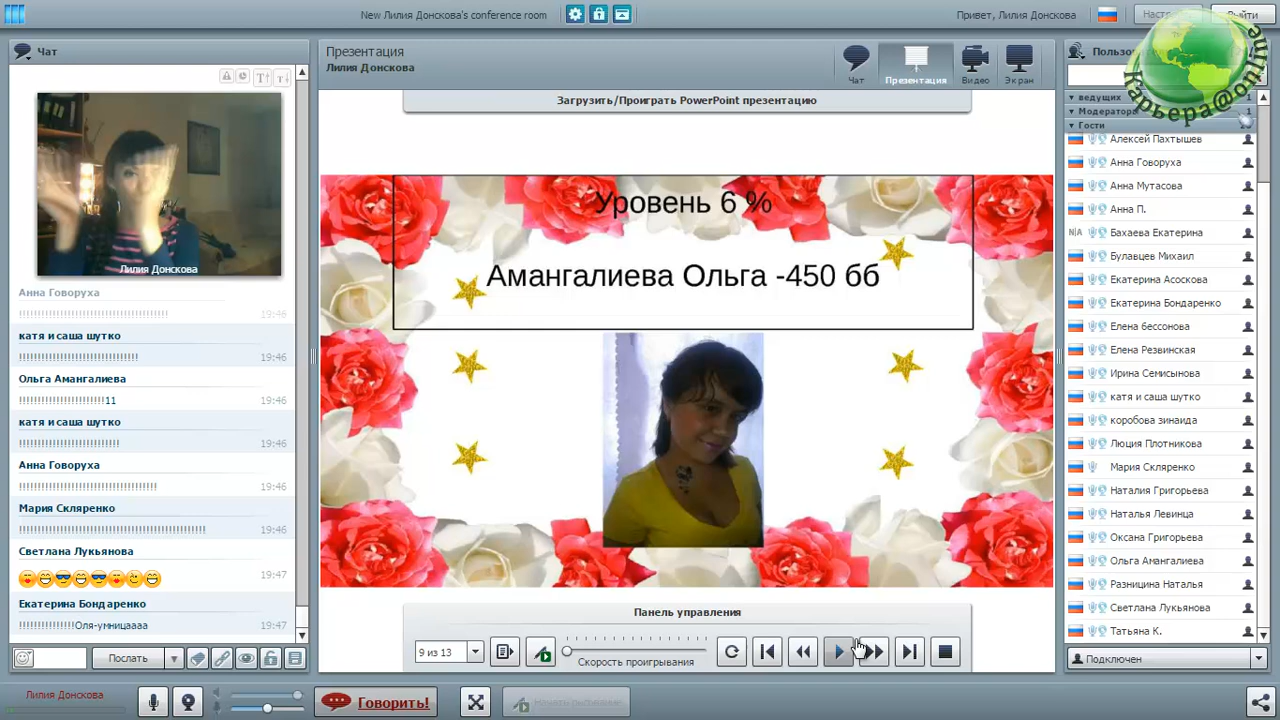 New Лилия Донскова's conference room
Привет, Лилия Донскова
Выйти
Чат
Лилия Донскова
Анна Говоруха
!!!!!!!!!!!!!!!!!!!!!!!!!!!!!!!!!!!!!!!!! 19:46
катя и саша шутко
!!!!!!!!!!!!!!!!!!!!!!!!!!!!!!!!! 19:46
Ольга Амангалиева
!!!!!!!!!!!!!!!!!!!!!!!!11 19:46
катя и саша шутко
!!!!!!!!!!!!!!!!!!!!!!!!!!!! 19:46
Анна Говоруха
!!!!!!!!!!!!!!!!!!!!!!!!!!!!!!!!!!!!!! 19:46
Мария Скляренко
!!!!!!!!!!!!!!!!!!!!!!!!!!!!!!!!!!!!!!!!!!!!!!!!!!! 19:46
Светлана Лукьянова
19:47
Екатерина Бондаренко
!!!!!!!!!!!!!!!Оля-умницаааа 19:47
Послать
Презентация
Лилия Донскова
Чат
Презентация
Видео
Экран
Загрузить/Проиграть PowerPoint презентацию
Уровень 6 %
Амангалиева Ольга -450 бб
Панель управления
9 из 13
Скорость проигрывания
Карьера@online
ведущих 1
Модератора 1
Гости
Алексей Пахтышев
Анна Говоруха
Анна Мутасова
Анна П.
N/A Бахаева Екатерина
Булавцев Михаил
Екатерина Асоскова
Екатерина Бондаренко
Елена бессонова
Елена Резвинская
Ирина Семисынова
катя и саша шутко
коробова зинаида
Люция Плотникова
Мария Скляренко
Наталия Григорьева
Наталья Левинца
Оксана Григорьева
Ольга Амангалиева
Разницина Наталья
Светлана Лукьянова
Татьяна К.
Подключен
Лилия Донскова
Говорить!